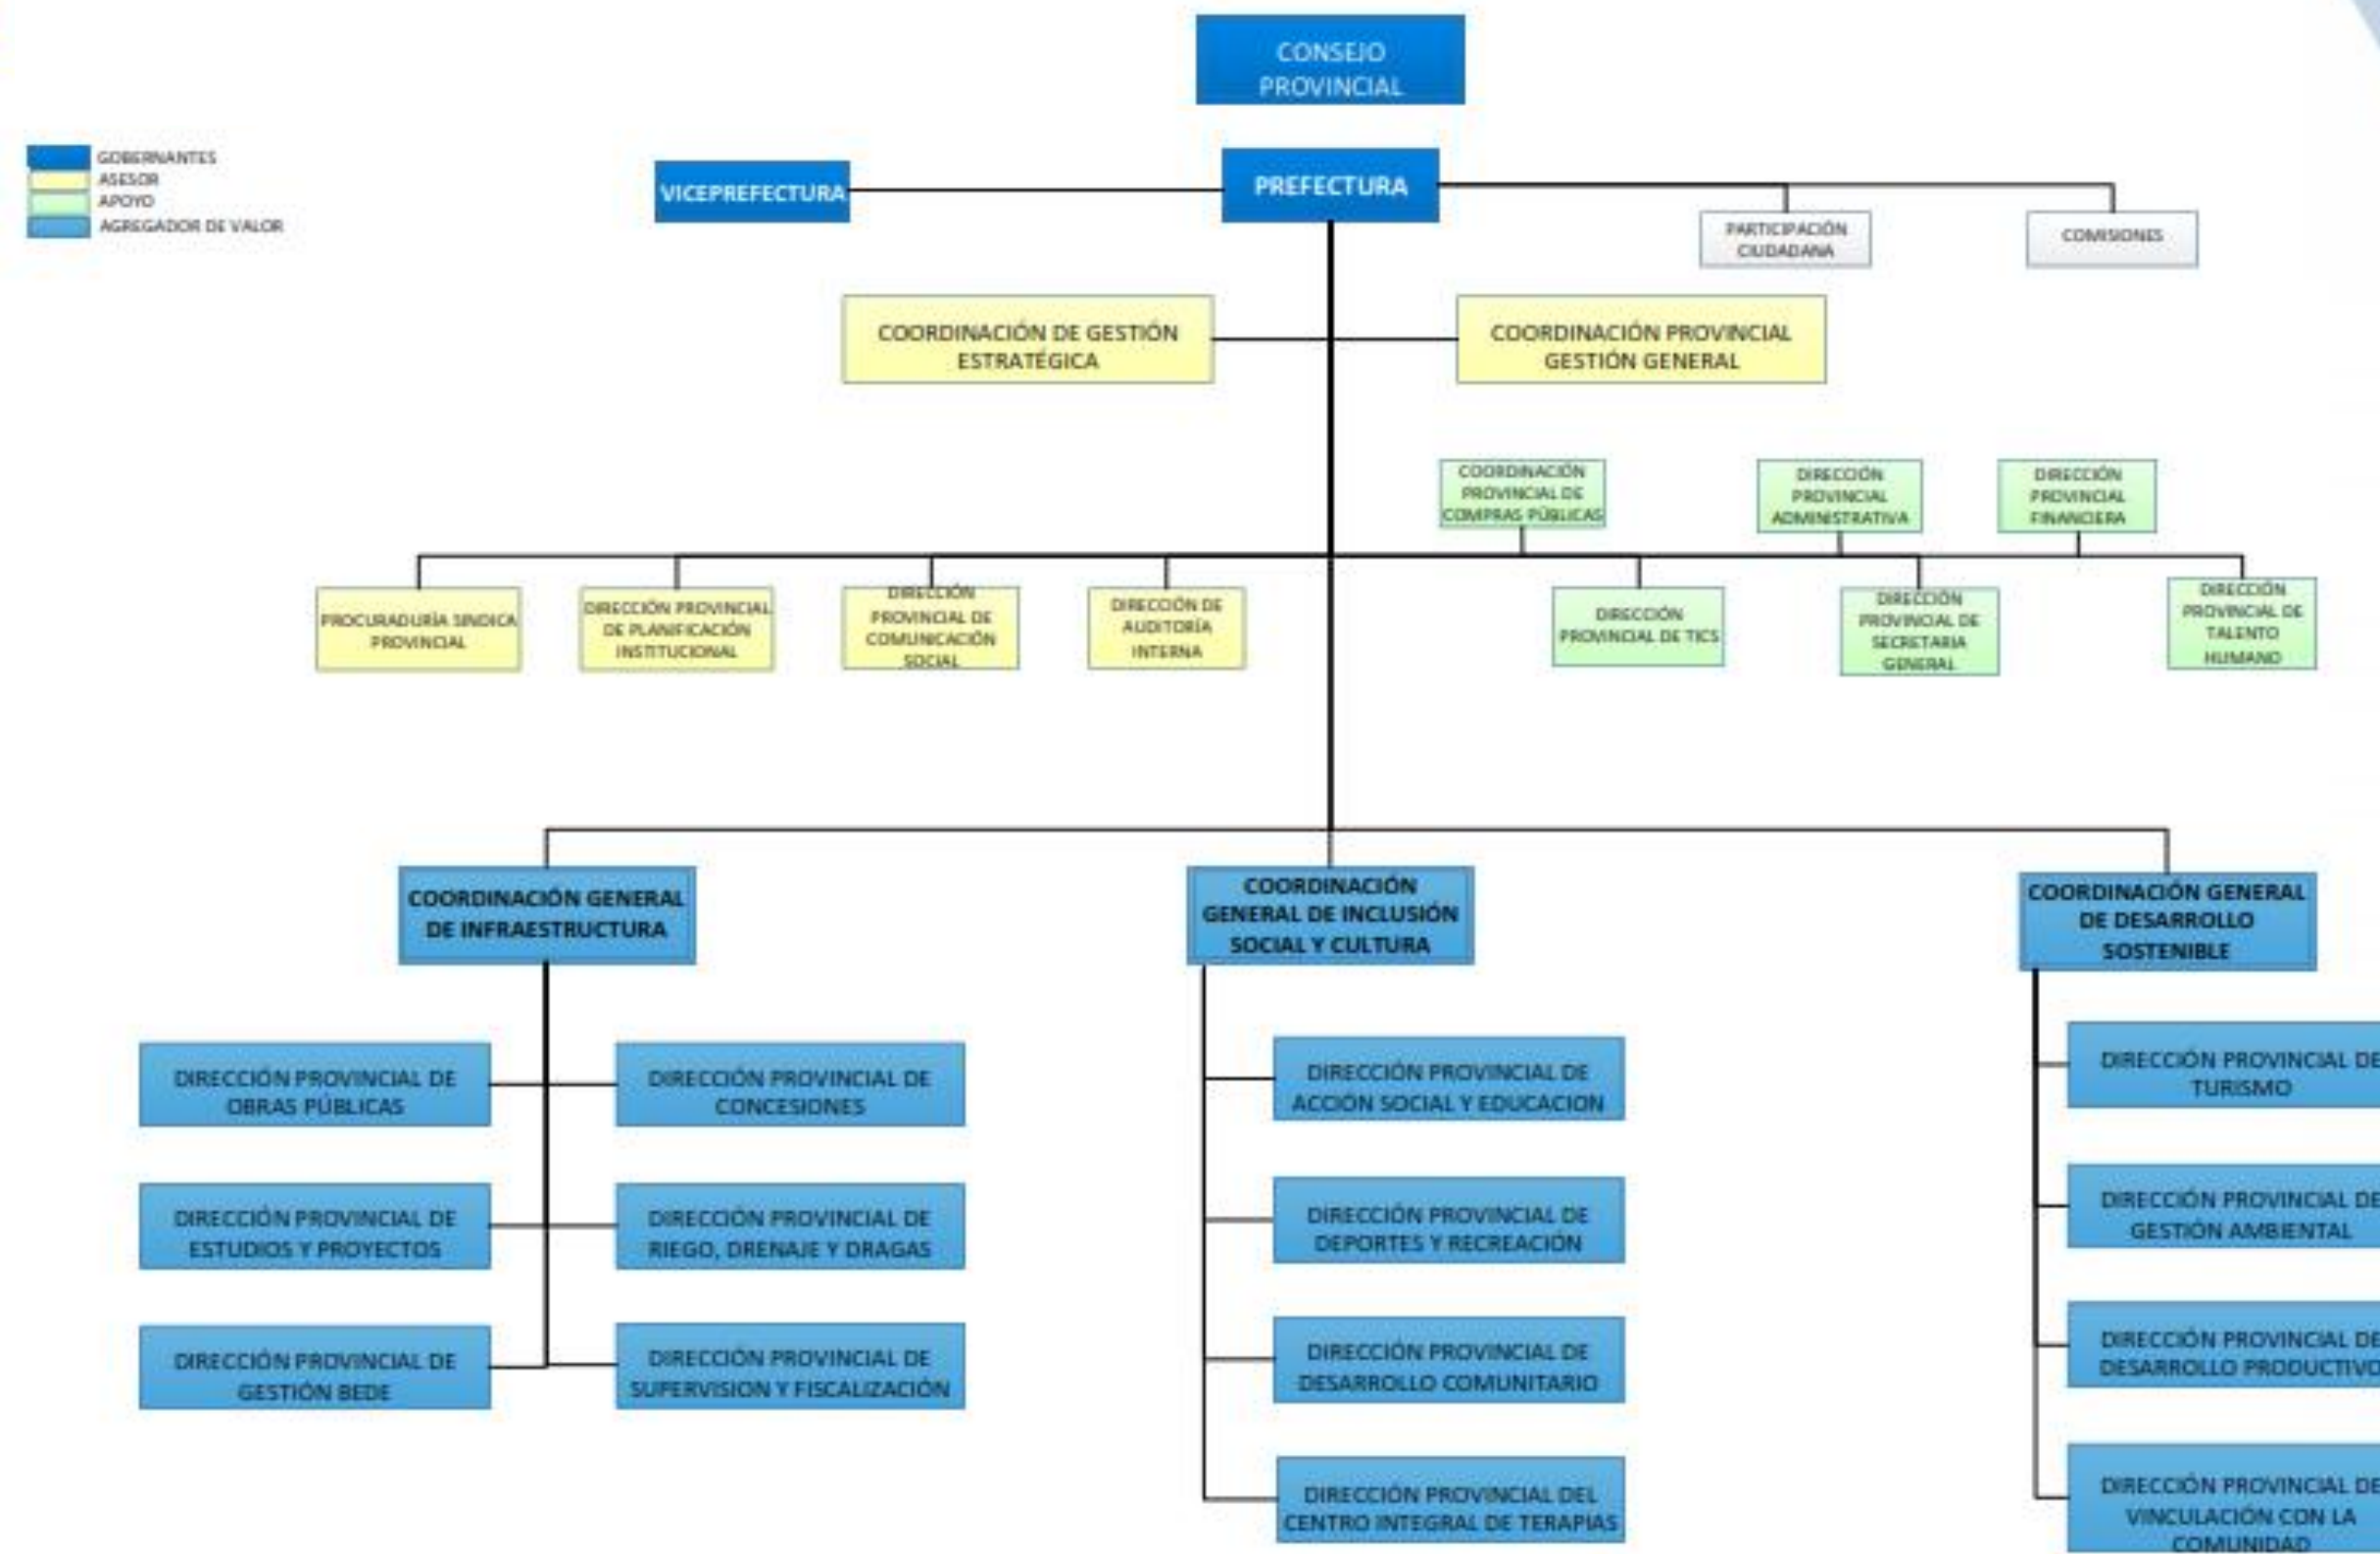 CONSEJO
PROVINCIAL
GOBERNANTES
ASESOR
APOYO
AGREGADOR DE VALOR
VICEPREFECTURA
PREFECTURA
PARTICIPACIÓN
CIUDADANA
COMISIONES
COORDINACIÓN DE GESTIÓN
ESTRATÉGICA
COORDINACIÓN PROVINCIAL
GESTIÓN GENERAL
COORDINACIÓN
PROVINCIAL DE
COMPRAS PÚBLICAS
DIRECCIÓN
PROVINCIAL
ADMINISTRATIVA
DIRECCIÓN
PROVINCIAL
FINANCIERA
PROCURADURÍA SINDICA
PROVINCIAL
DIRECCIÓN PROVINCIAL
DE PLANIFICACIÓN
INSTITUCIONAL
DIRECCIÓN
PROVINCIAL DE
COMUNICACIÓN
SOCIAL
DIRECCIÓN DE
AUDITORÍA
INTERNA
DIRECCIÓN
PROVINCIAL DE TICS
DIRECCIÓN
PROVINCIAL DE
SECRETARIA
GENERAL
DIRECCIÓN
PROVINCIAL DE
TALENTO
HUMANO
COORDINACIÓN GENERAL
DE INFRAESTRUCTURA
COORDINACIÓN
GENERAL DE INCLUSIÓN
SOCIAL Y CULTURA
COORDINACIÓN GENERAL
DE DESARROLLO
SOSTENIBLE
DIRECCIÓN PROVINCIAL DE
OBRAS PÚBLICAS
DIRECCIÓN PROVINCIAL DE
CONCESIONES
DIRECCIÓN PROVINCIAL DE
ESTUDIOS Y PROYECTOS
DIRECCIÓN PROVINCIAL DE
RIEGO, DRENAJE Y DRAGAS
DIRECCIÓN PROVINCIAL DE
GESTIÓN BEDE
DIRECCIÓN PROVINCIAL DE
SUPERVISION Y FISCALIZACIÓN
DIRECCIÓN PROVINCIAL DE
ACCIÓN SOCIAL Y EDUCACION
DIRECCIÓN PROVINCIAL DE
DEPORTES Y RECREACIÓN
DIRECCIÓN PROVINCIAL DE
DESARROLLO COMUNITARIO
DIRECCIÓN PROVINCIAL DEL
CENTRO INTEGRAL DE TERAPIAS
DIRECCIÓN PROVINCIAL DE
TURISMO
DIRECCIÓN PROVINCIAL DE
GESTIÓN AMBIENTAL
DIRECCIÓN PROVINCIAL DE
DESARROLLO PRODUCTIVO
DIRECCIÓN PROVINCIAL DE
VINCULACIÓN CON LA
COMUNIDAD